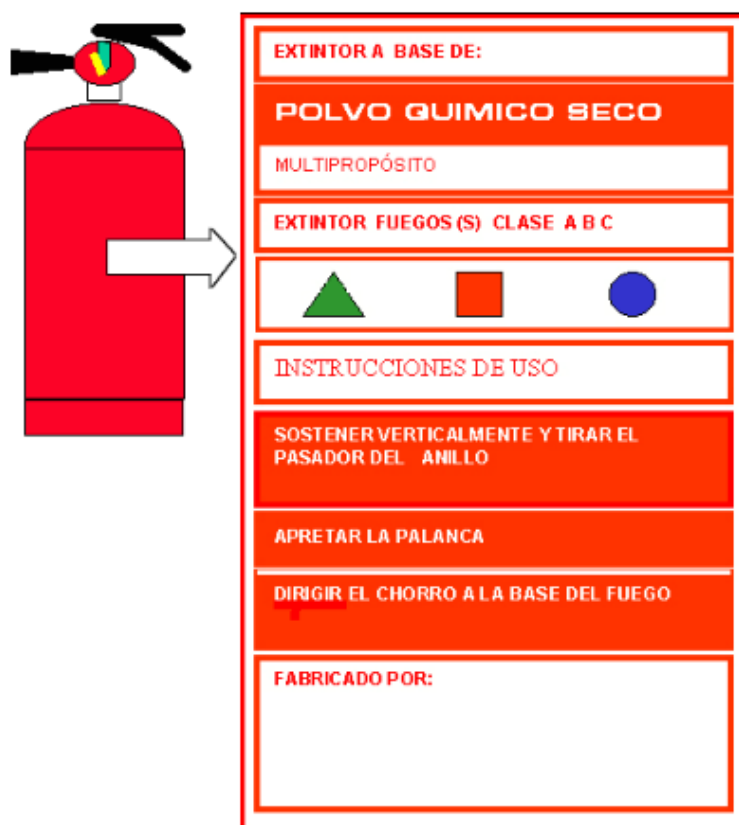 EXTINTOR A BASE DE:
POLVO QUIMICO SECO
MULTIPROPÓSITO
EXTINTOR FUEGOS (S) CLASE A B C
INSTRUCCIONES DE USO
SOSTENER VERTICALMENTE Y TIRAR EL
PASADOR DEL ANILLO
APRETAR LA PALANCA
DIRIGIR EL CHORRO A LA BASE DEL FUEGO
FABRICADO POR: